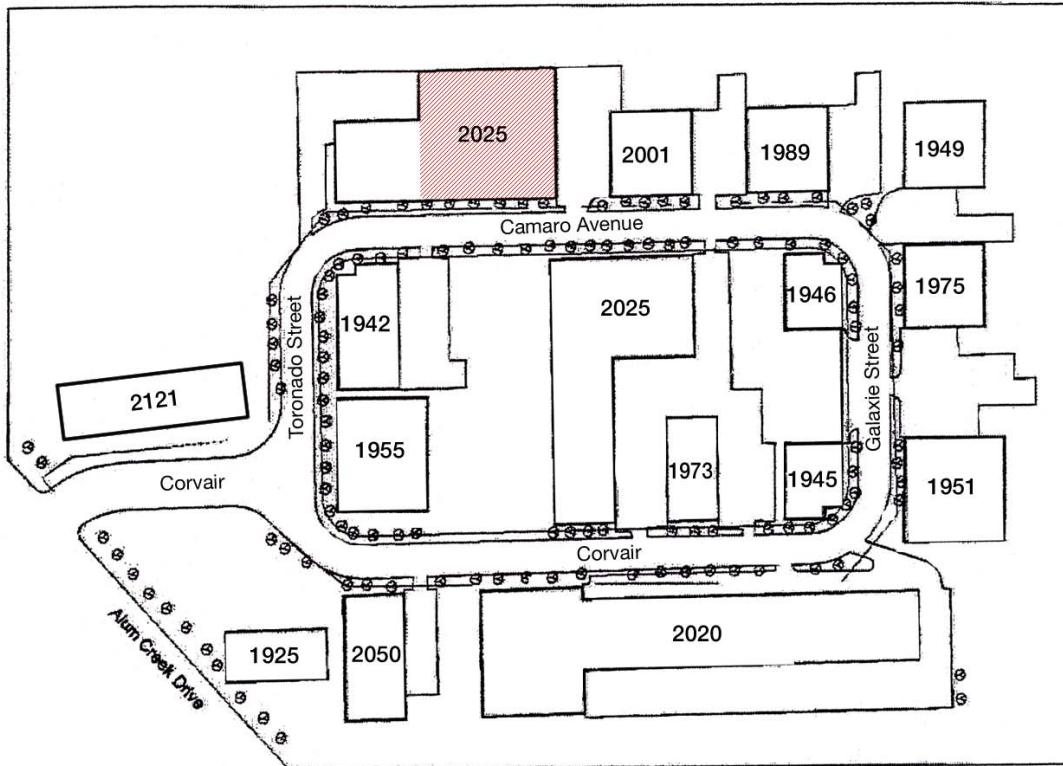 2025
2001
1989
1949
Camaro Avenue
1975
1946
2025
1942
Toronado Street
Galaxie Street
2121
1955
1973
1945
1951
Corvair
Corvair
Alum Creek Drive
1925
2050
2020